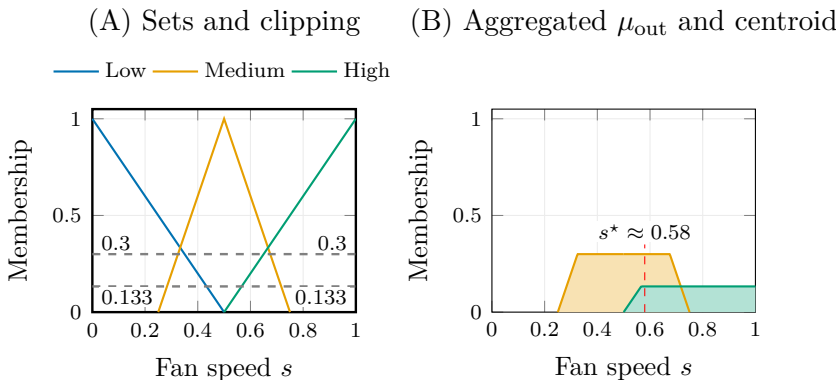 (A) Sets and clipping
Low Medium High
Membership
1
0.5
0
0.3 0.3
0.133 0.133
0 0.2 0.4 0.6 0.8 1
Fan speed s
(B) Aggregated μout and centroid
Membership
1
0.5
0
s⋆ ≈ 0.58
0 0.2 0.4 0.6 0.8 1
Fan speed s